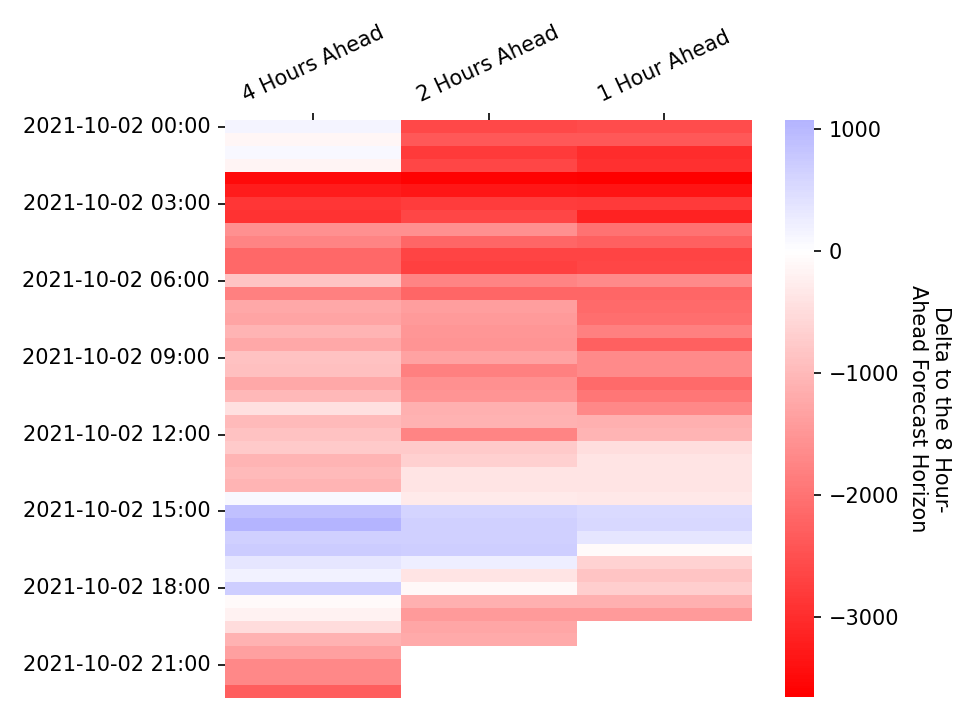 4 Hours Ahead
2 Hours Ahead
1 Hour Ahead
2021-10-02 00:00
2021-10-02 03:00
2021-10-02 06:00
2021-10-02 09:00
2021-10-02 12:00
2021-10-02 15:00
2021-10-02 18:00
2021-10-02 21:00
1000
0
−1000
−2000
−3000
Delta to the 8 Hour-
Ahead Forecast Horizon